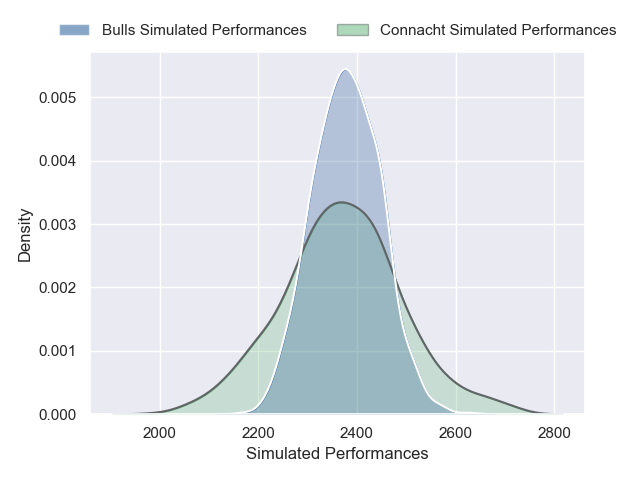 Bulls Simulated Performances
Connacht Simulated Performances
0.005
0.004
0.003
0.002
0.001
0.000
Density
2000
2200
2400
2600
2800
Simulated Performances